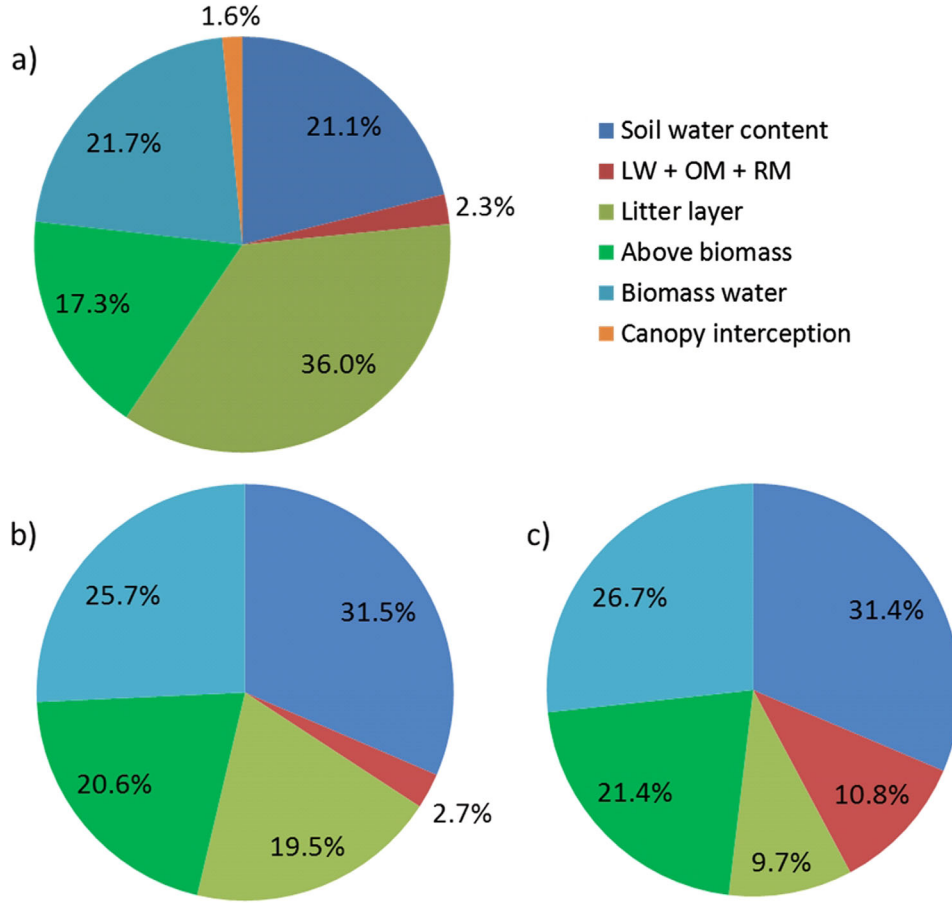 1.6%
a)
21.7%
21.1%
2.3%
17.3%
36.0%
Soil water content
LW + OM + RM
Litter layer
Above biomass
Biomass water
Canopy interception
b)
25.7%
31.5%
20.6%
19.5%
2.7%
c)
26.7%
31.4%
21.4%
10.8%
9.7%